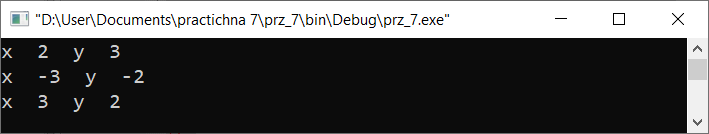 "D:\User\Documents\practichna 7\prz_7\bin\Debug\prz_7.exe"
x  2  y  3
x  -3  y  -2
x  3  y  2